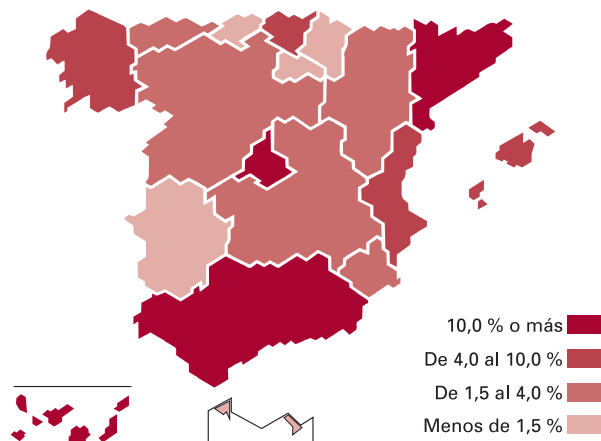 10,0 % o más
De 4,0 al 10,0 %
De 1,5 al 4,0 %
Menos de 1,5 %